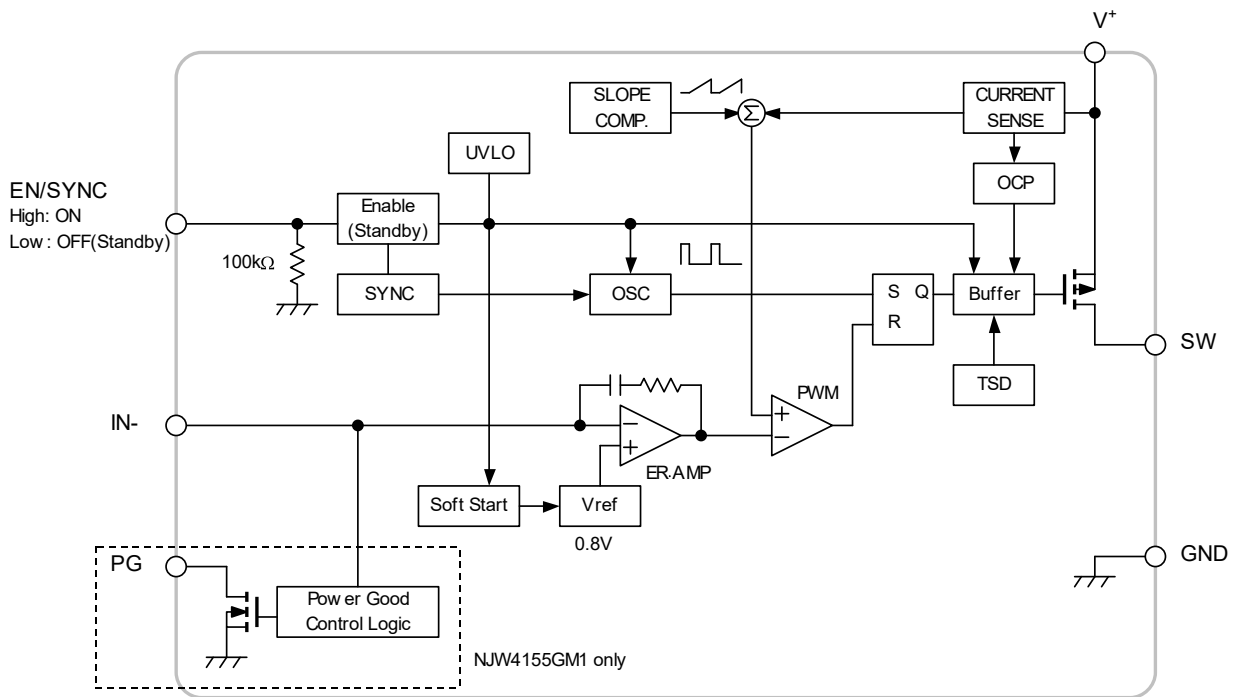 V+
SLOPE
COMP.
Σ
CURRENT
SENSE
UVLO
OCP
EN/SYNC
High: ON
Low : OFF(Standby)
Enable
(Standby)
100kΩ
SYNC
OSC
S Q
R
Buffer
SW
TSD
PWM
IN-
−
+
+
−
ER.AMP
Soft Start
Vref
0.8V
PG
GND
Power Good
Control Logic
NJW4155GM1 only